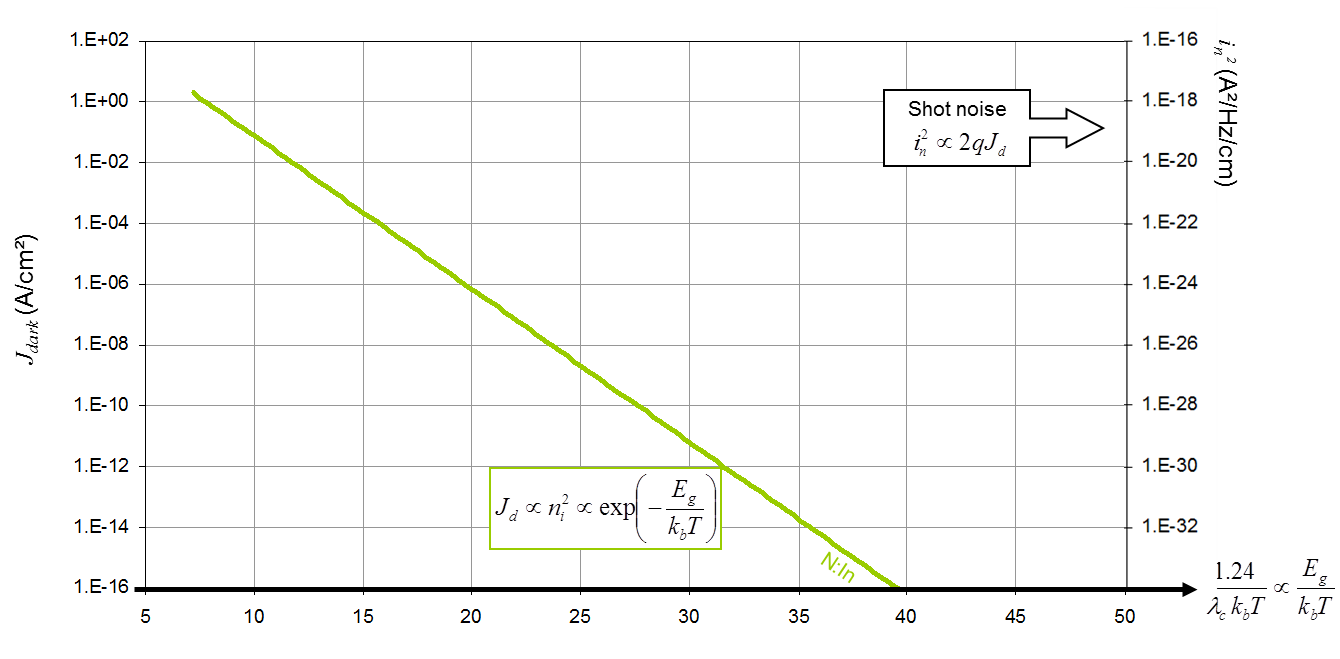 1.E+02
1.E+00
1.E-02
1.E-04
1.E-06
1.E-08
1.E-10
1.E-12
1.E-14
1.E-16
J_dark (A/cm²)
5 10 15 20 25 30 35 40 45 50
1.E-16
1.E-18
1.E-20
1.E-22
1.E-24
1.E-26
1.E-28
1.E-30
1.E-32
i_n² (A²/Hz/cm)
Shot noise
i_n² ∝ 2qJ_d
J_d ∝ n_i² ∝ exp(−E_g/k_bT)
N:In
1.24/λ_c k_bT ∝ E_g/k_bT